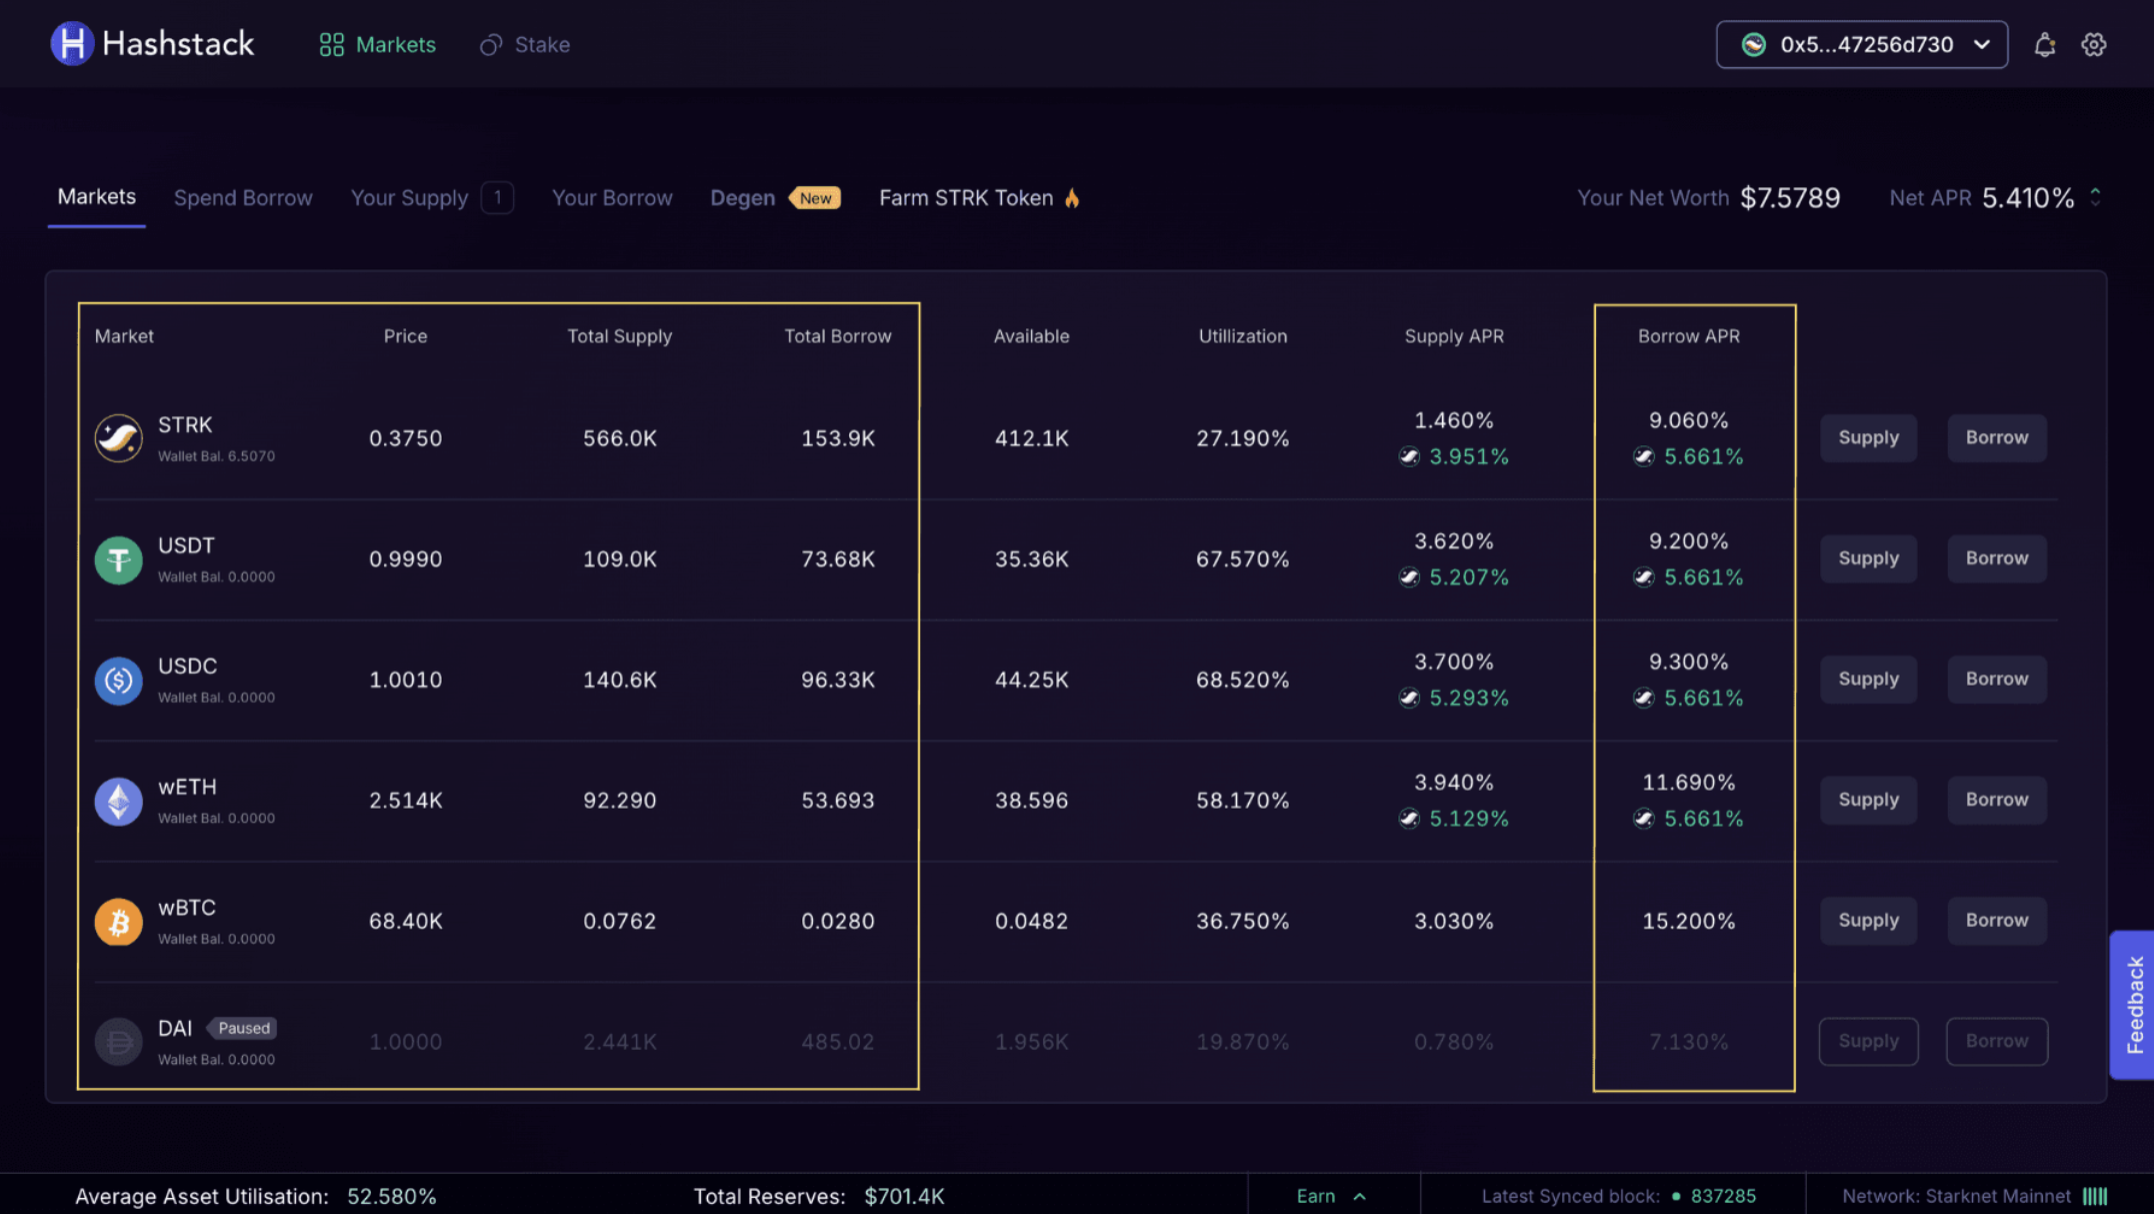 Hashstack Markets Stake 0x5...47256d730
Markets Spend Borrow Your Supply 1 Your Borrow Degen New Farm STRK Token Your Net Worth $7.5789 Net APR 5.410%
Market Price Total Supply Total Borrow Available Utillization Supply APR Borrow APR
STRK
Wallet Bal. 6.5070
0.3750 566.0K 153.9K 412.1K 27.190%
1.460%
3.951%
9.060%
5.661%
Supply Borrow
USDT
Wallet Bal. 0.0000
0.9990 109.0K 73.68K 35.36K 67.570%
3.620%
5.207%
9.200%
5.661%
Supply Borrow
USDC
Wallet Bal. 0.0000
1.0010 140.6K 96.33K 44.25K 68.520%
3.700%
5.293%
9.300%
5.661%
Supply Borrow
wETH
Wallet Bal. 0.0000
2.514K 92.290 53.693 38.596 58.170%
3.940%
5.129%
11.690%
5.661%
Supply Borrow
wBTC
Wallet Bal. 0.0000
68.40K 0.0762 0.0280 0.0482 36.750% 3.030% 15.200% Supply Borrow
DAI Paused
Wallet Bal. 0.0000
1.0000 2.441K 485.02 1.956K 19.870% 0.780% 7.130% Supply Borrow
Feedback
Average Asset Utilisation: 52.580% Total Reserves: $701.4K Earn Latest Synced block: 837285 Network: Starknet Mainnet